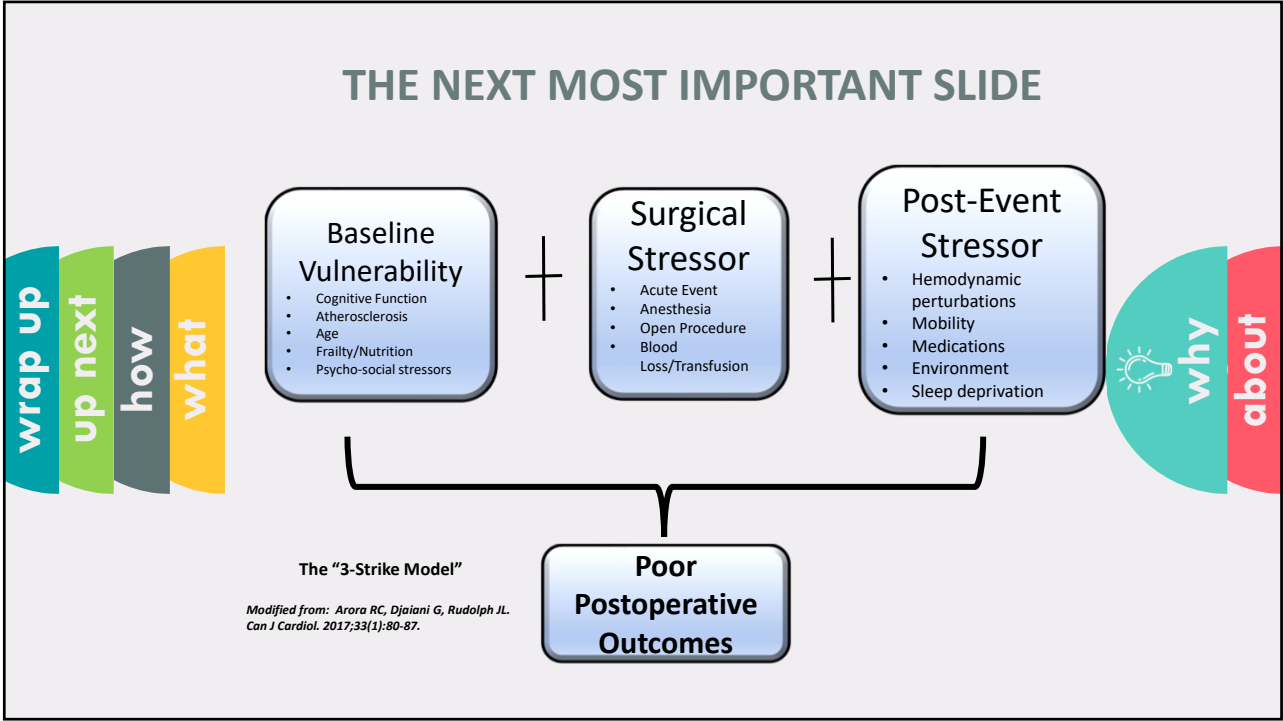 THE NEXT MOST IMPORTANT SLIDE
wrap up
up next
how
what
Baseline
Vulnerability
• Cognitive Function
• Atherosclerosis
• Age
• Frailty/Nutrition
• Psycho-social stressors
Surgical
Stressor
• Acute Event
• Anesthesia
• Open Procedure
• Blood
Loss/Transfusion
Post-Event
Stressor
• Hemodynamic
perturbations
• Mobility
• Medications
• Environment
• Sleep deprivation
why
about
The “3-Strike Model”
Modified from: Arora RC, Djaiani G, Rudolph JL.
Can J Cardiol. 2017;33(1):80-87.
Poor
Postoperative
Outcomes